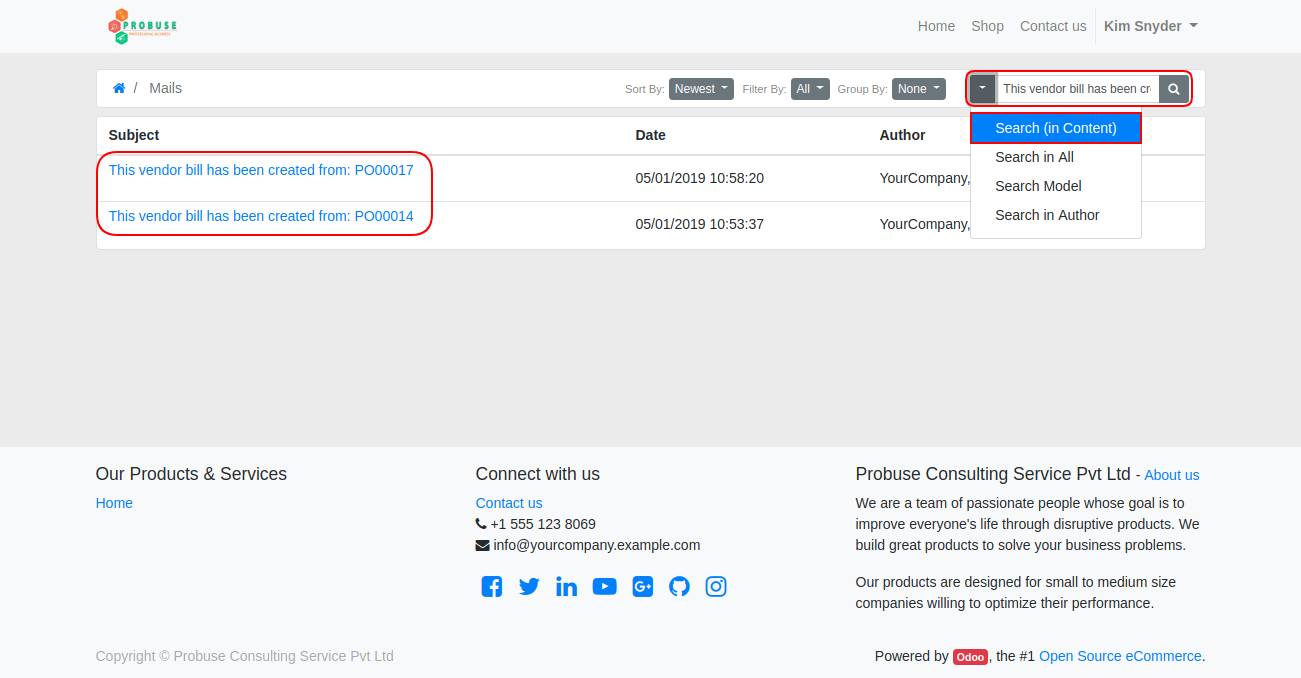 PROBUSE
PROFESSIONAL BUSINESS
Home Shop Contact us Kim Snyder
/ Mails Sort By: Newest Filter By: All Group By: None This vendor bill has been cr
Subject Date Author
Search (in Content)
Search in All
Search Model
Search in Author
This vendor bill has been created from: PO00017 05/01/2019 10:58:20 YourCompany,
This vendor bill has been created from: PO00014 05/01/2019 10:53:37 YourCompany,
Our Products & Services
Home
Connect with us
Contact us
+1 555 123 8069
info@yourcompany.example.com
Probuse Consulting Service Pvt Ltd - About us
We are a team of passionate people whose goal is to
improve everyone's life through disruptive products. We
build great products to solve your business problems.
Our products are designed for small to medium size
companies willing to optimize their performance.
Copyright © Probuse Consulting Service Pvt Ltd
Powered by Odoo, the #1 Open Source eCommerce.